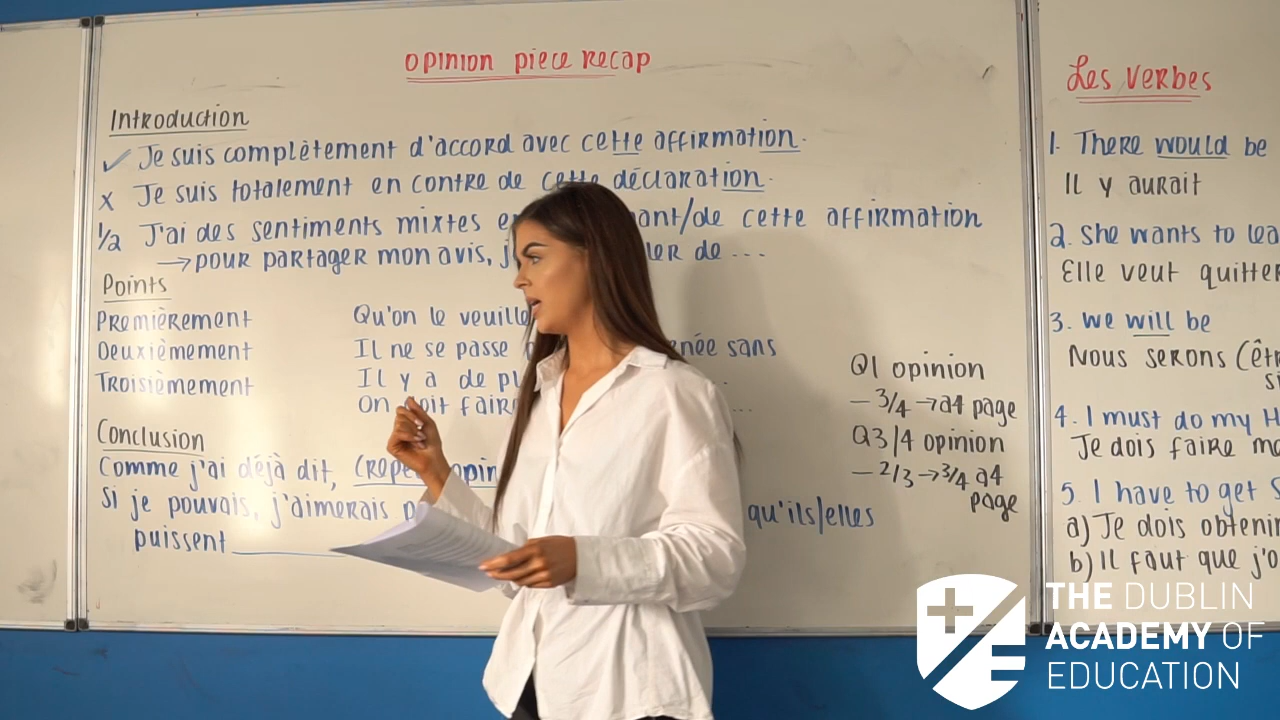 Opinion piece recap
Introduction
✓ Je suis complètement d'accord avec cette affirmation.
x Je suis totalement en contre de cette déclaration.
1/2 J'ai des sentiments mixtes /de cette affirmation
→ pour partager mon avis, de ...
Points
Premièrement
Deuxièmement
Troisièmement
Qu'on le
Il ne se passe sans
Il y a de
On doit
Conclusion
Comme j'ai déjà dit,
Si je pouvais, j'aimerais qu'ils/elles
puissent
Q1 opinion
- 3/4 → a4 page
Q3/4 opinion
- 2/3 → 3/4 a4
page
Les verbes
1. There would be
Il y aurait
2. She wants to
Elle veut
3. We will be
Nous serons
4. I must do my
Je dois faire
5. I have to get
a) Je dois
b) Il faut que
THE DUBLIN
ACADEMY OF
EDUCATION